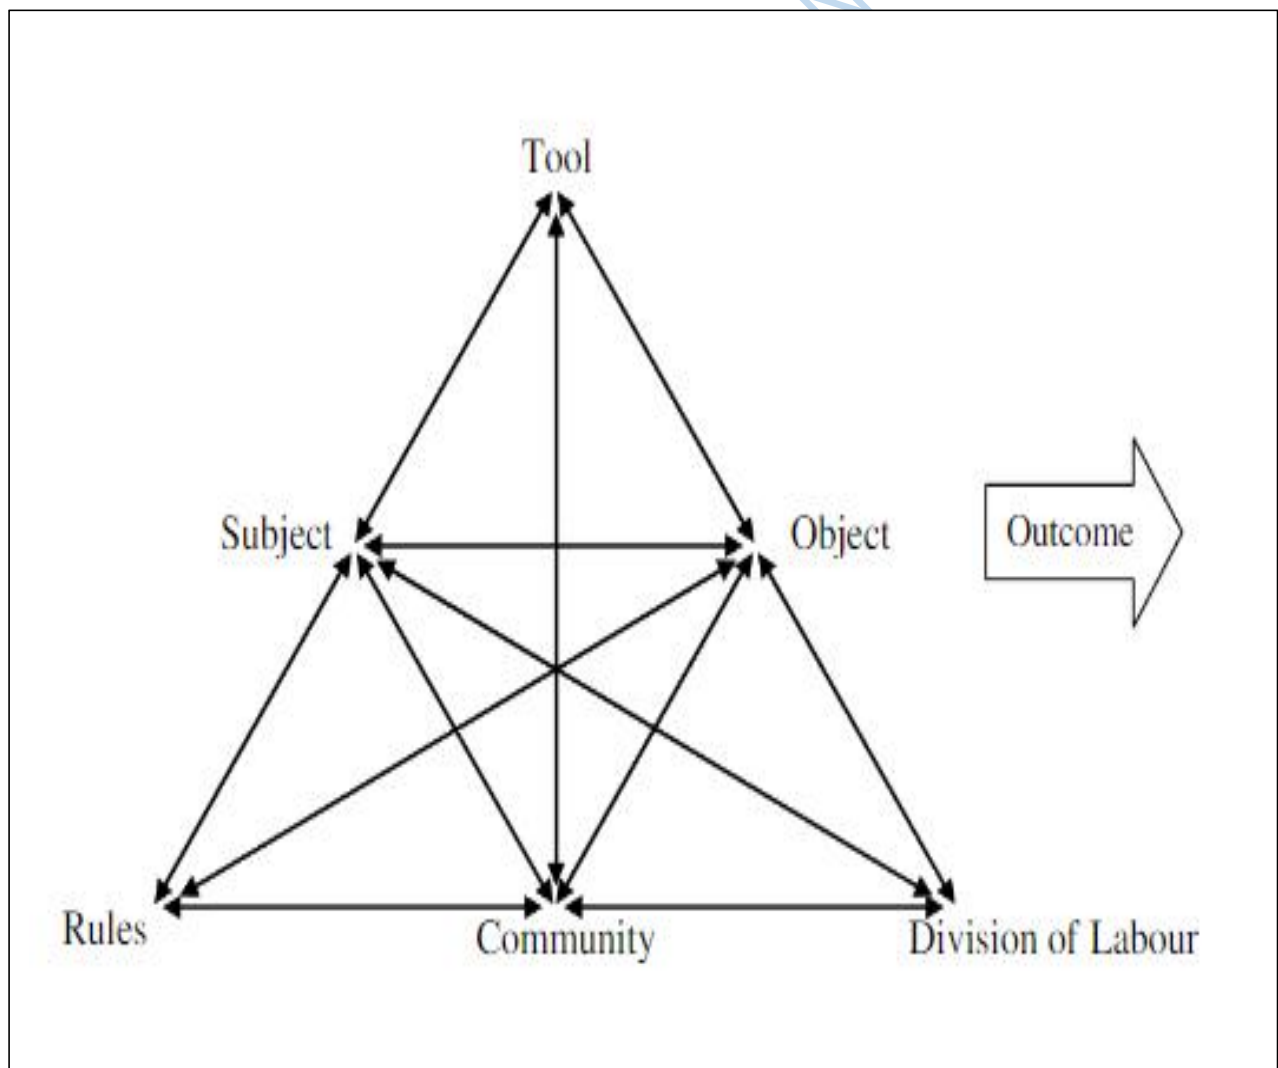 Tool
Subject
Object
Outcome
Rules
Community
Division of Labour